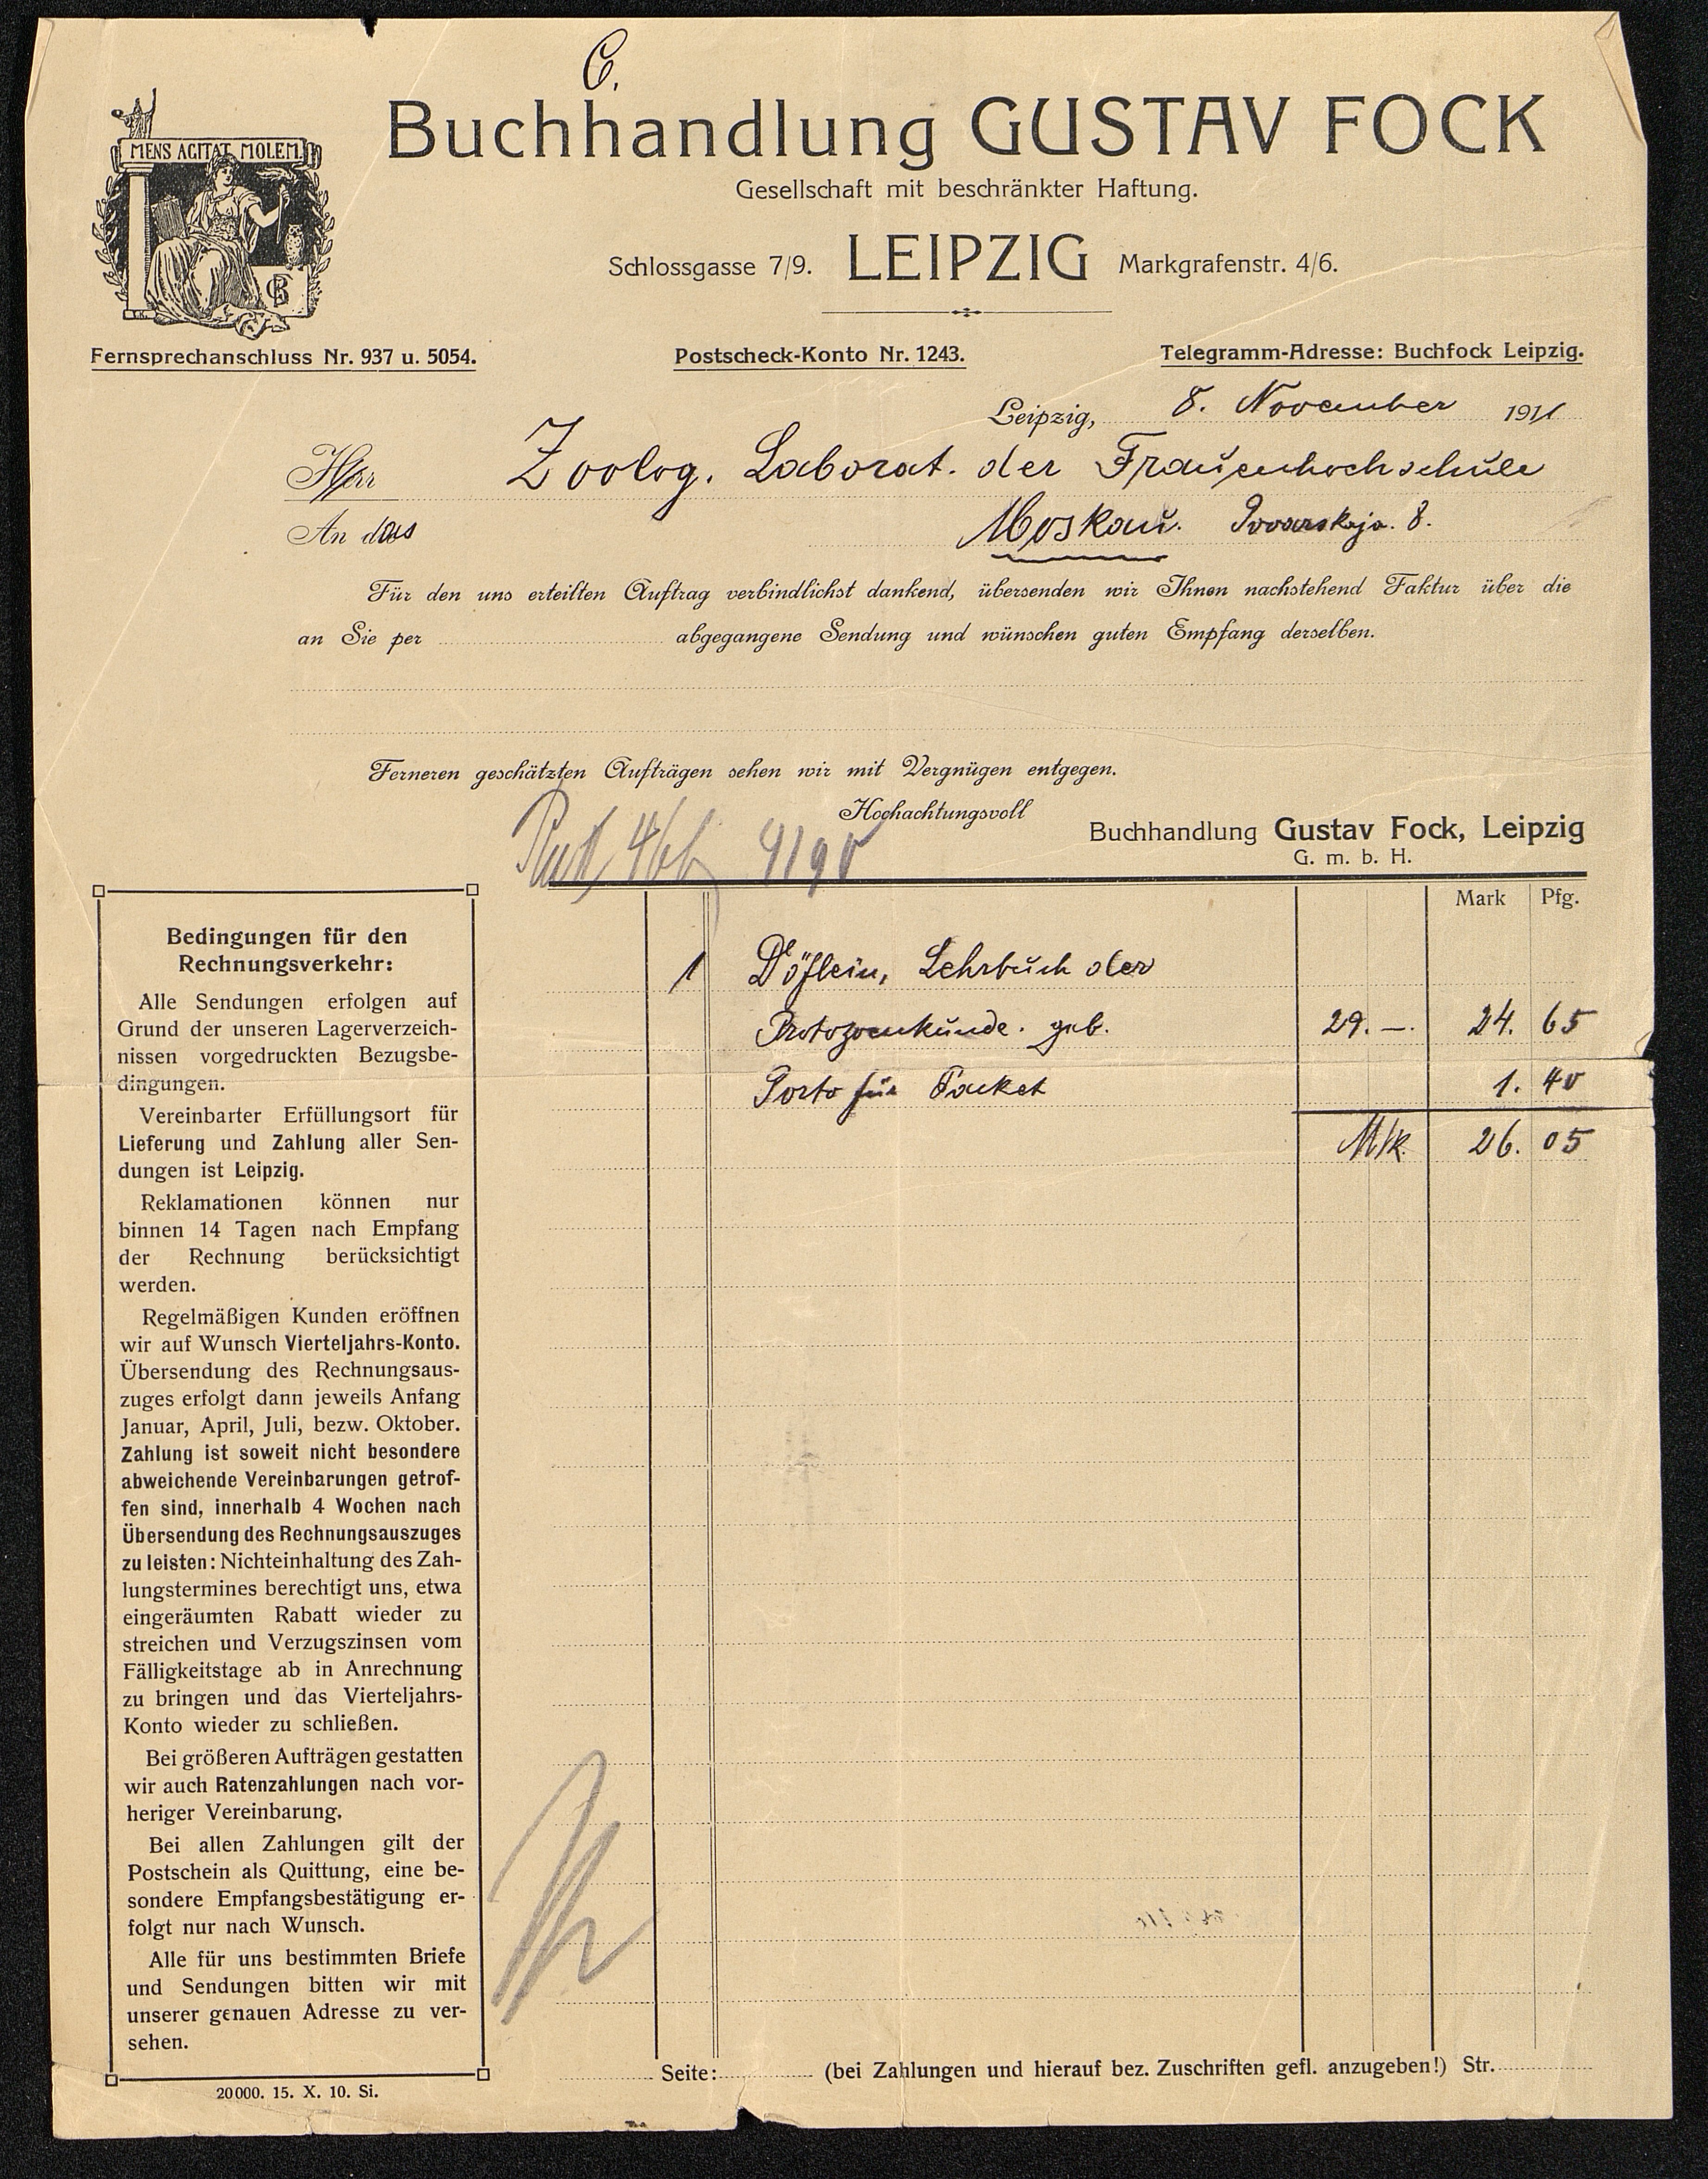 C.
MENS AGITAT MOLEM
Buchhandlung GUSTAV FOCK
Gesellschaft mit beschränkter Haftung.
Schlossgasse 7/9. LEIPZIG Markgrafenstr. 4/6.
Fernsprechanschluss Nr. 937 u. 5054. Postscheck-Konto Nr. 1243. Telegramm-Adresse: Buchfock Leipzig.
Leipzig, 8. November 1911
Herr Zoolog. Laborat. der Frauenhochschule
An das Moskau. Povarskaja. 8.
Für den uns erteilten Auftrag verbindlichst dankend, übersenden wir Ihnen nachstehend Faktur über die
an Sie per abgegangene Sendung und wünschen guten Empfang derselben.
Ferneren geschätzten Aufträgen sehen wir mit Vergnügen entgegen.
Hochachtungsvoll
Buchhandlung Gustav Fock, Leipzig
G. m. b. H.
Mark Pfg.
1 Döflein, Lehrbuch der
Protozoenkunde. geb. 29. —. 24. 65
Porto für Packet 1. 40
Mk. 26. 05
Bedingungen für den
Rechnungsverkehr:
Alle Sendungen erfolgen auf
Grund der unseren Lagerverzeich-
nissen vorgedruckten Bezugsbe-
dingungen.
Vereinbarter Erfüllungsort für
Lieferung und Zahlung aller Sen-
dungen ist Leipzig.
Reklamationen können nur
binnen 14 Tagen nach Empfang
der Rechnung berücksichtigt
werden.
Regelmäßigen Kunden eröffnen
wir auf Wunsch Vierteljahrs-Konto.
Übersendung des Rechnungsaus-
zuges erfolgt dann jeweils Anfang
Januar, April, Juli, bezw. Oktober.
Zahlung ist soweit nicht besondere
abweichende Vereinbarungen getrof-
fen sind, innerhalb 4 Wochen nach
Übersendung des Rechnungsauszuges
zu leisten: Nichteinhaltung des Zah-
lungstermines berechtigt uns, etwa
eingeräumten Rabatt wieder zu
streichen und Verzugszinsen vom
Fälligkeitstage ab in Anrechnung
zu bringen und das Vierteljahrs-
Konto wieder zu schließen.
Bei größeren Aufträgen gestatten
wir auch Ratenzahlungen nach vor-
heriger Vereinbarung.
Bei allen Zahlungen gilt der
Postschein als Quittung, eine be-
sondere Empfangsbestätigung er-
folgt nur nach Wunsch.
Alle für uns bestimmten Briefe
und Sendungen bitten wir mit
unserer genauen Adresse zu ver-
sehen.
Seite: (bei Zahlungen und hierauf bez. Zuschriften gefl. anzugeben!) Str.
20000. 15. X. 10. Si.